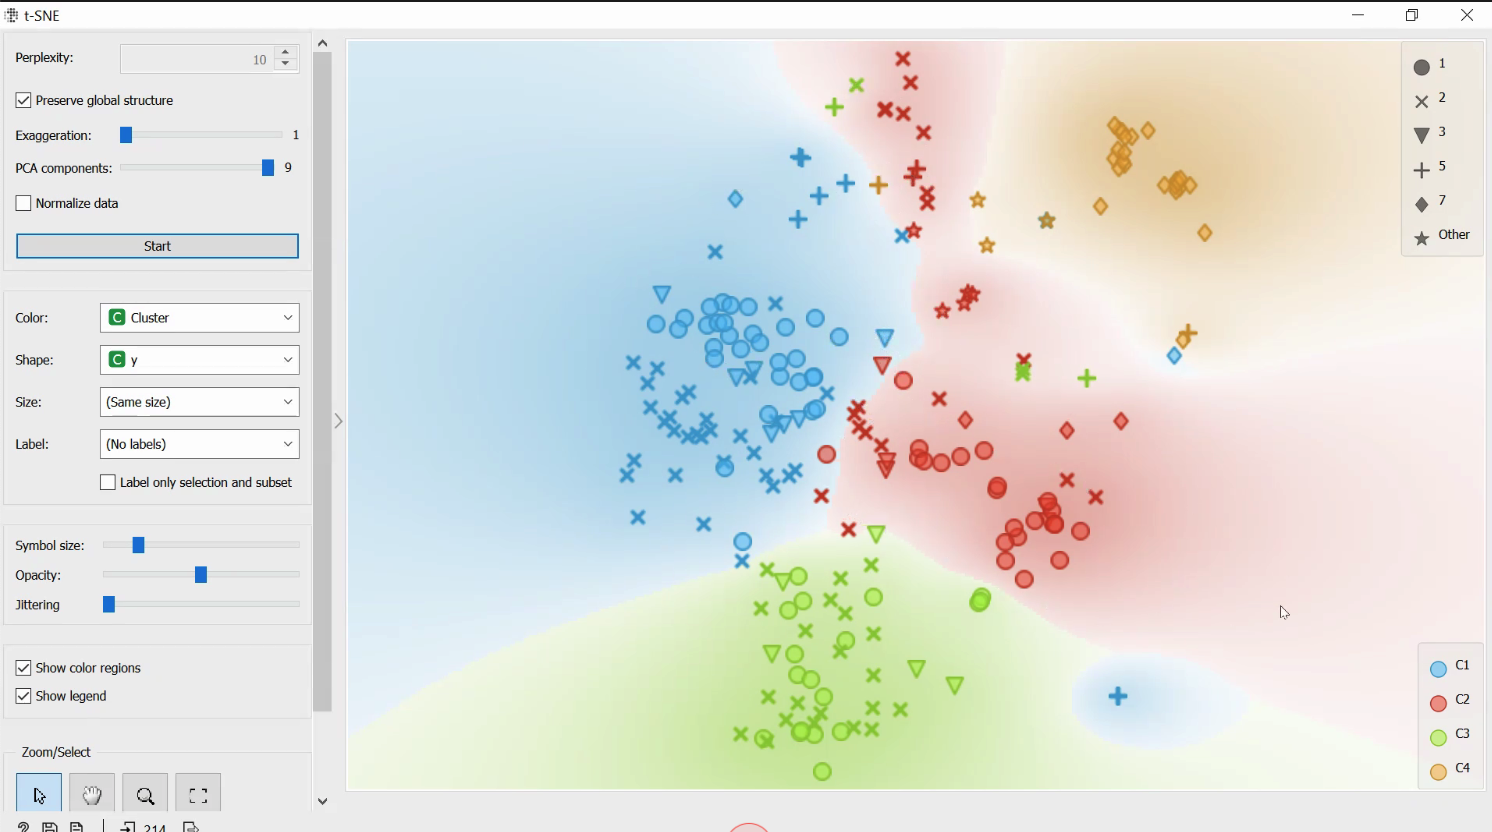 t-SNE
Perplexity: 10
Preserve global structure
Exaggeration: 1
PCA components: 9
Normalize data
Start
Color: C Cluster
Shape: C y
Size: (Same size)
Label: (No labels)
Label only selection and subset
Symbol size:
Opacity:
Jittering
Show color regions
Show legend
Zoom/Select
? 214
1
2
3
5
7
Other
C1
C2
C3
C4